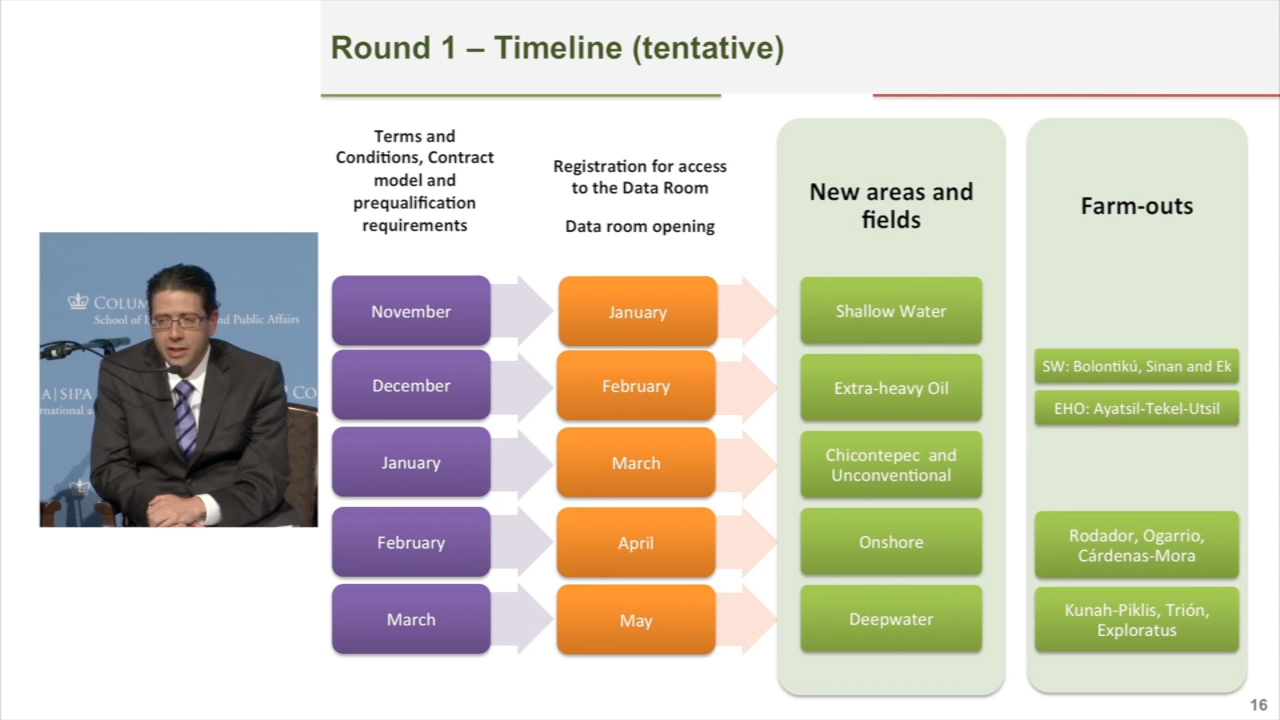 Round 1 – Timeline (tentative)
Terms and
Conditions, Contract
model and
prequalification
requirements
Registration for access
to the Data Room
Data room opening
New areas and
fields
Farm-outs
November
January
Shallow Water
December
February
Extra-heavy Oil
SW: Bolontikú, Sinan and Ek
EHO: Ayatsil-Tekel-Utsil
January
March
Chicontepec and
Unconventional
February
April
Onshore
Rodador, Ogarrio,
Cárdenas-Mora
March
May
Deepwater
Kunah-Piklis, Trión,
Exploratus
COLUM
School of and Public Affairs
A|SIPA CO
16